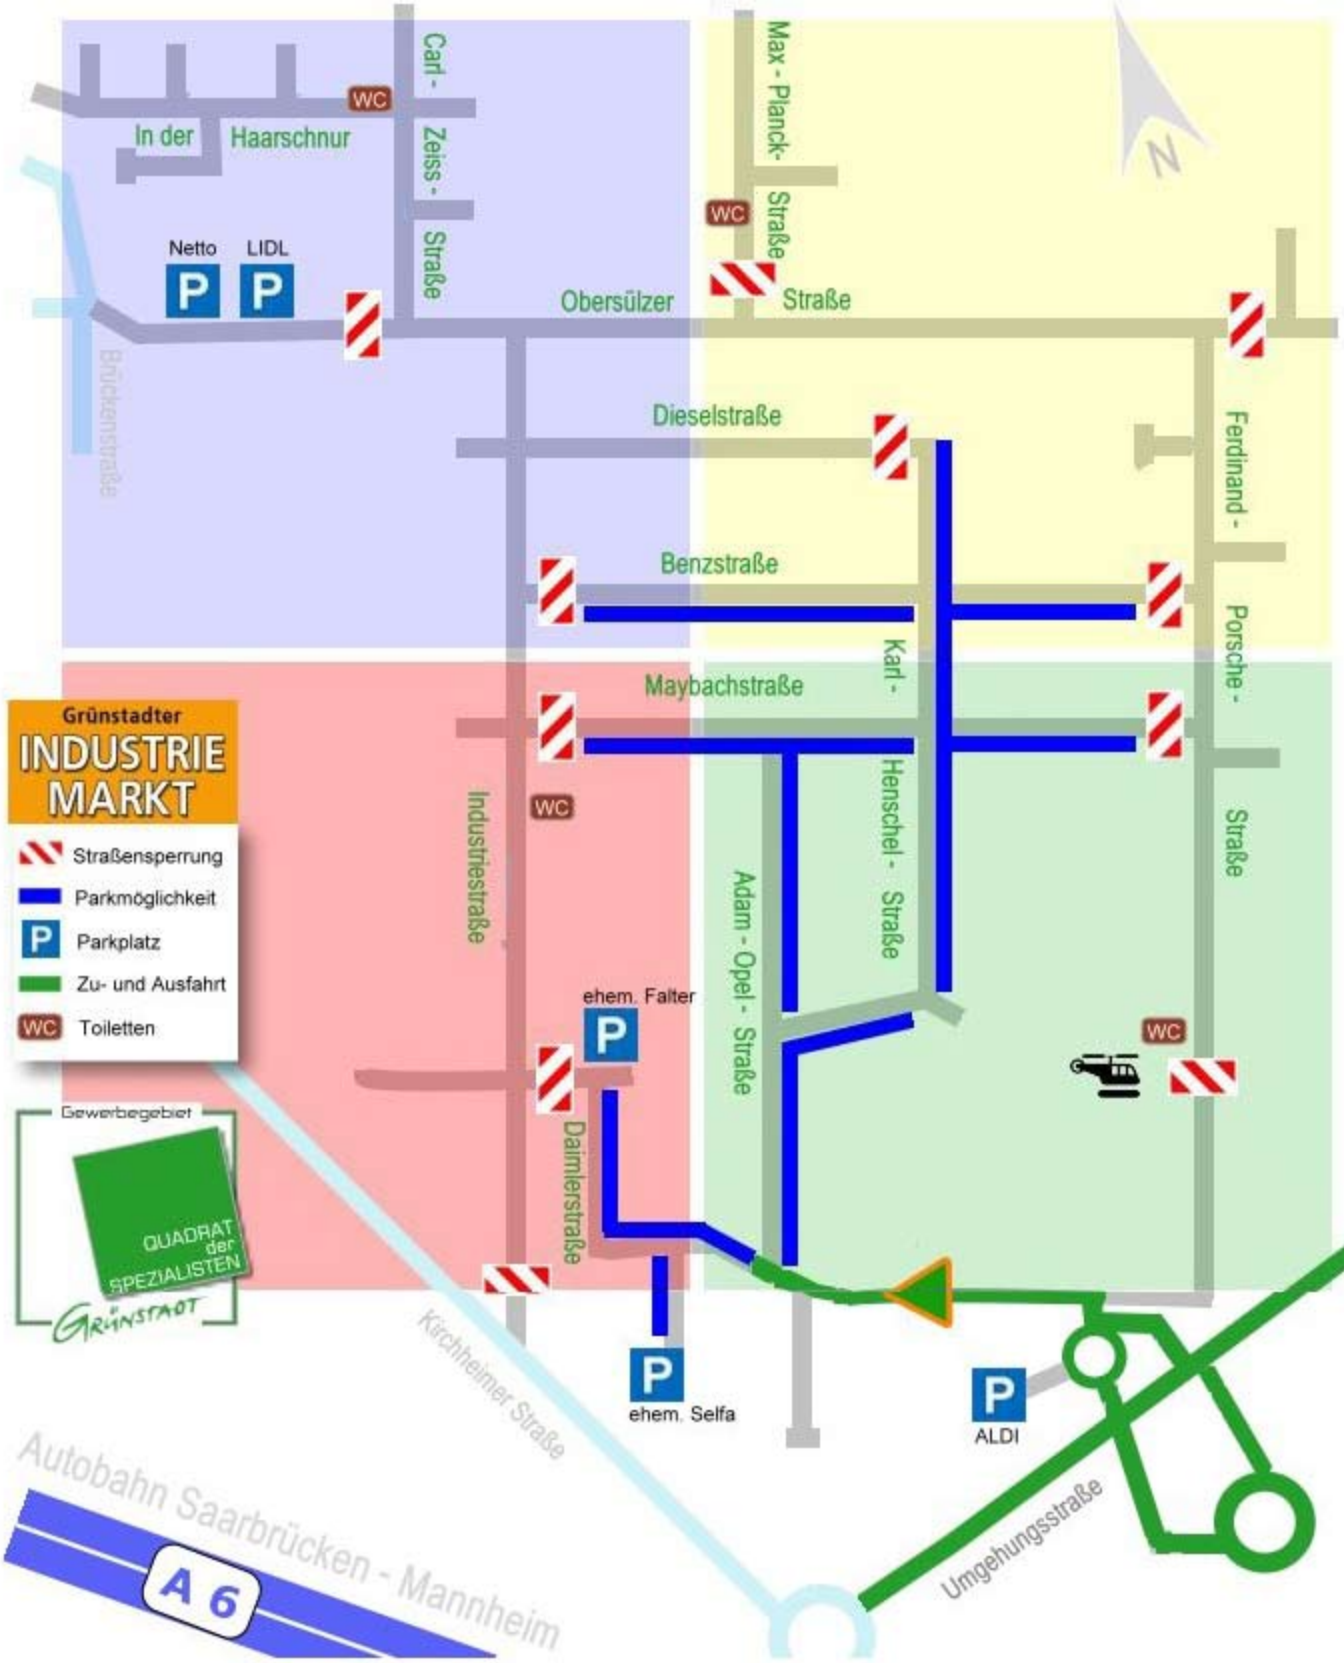 Carl -
Zeiss -
Straße
Max - Planck-
Straße
WC
In der
Haarschnur
N
WC
Netto
LIDL
P
P
Obersülzer
Straße
Brückenstraße
Dieselstraße
Ferdinand -
Porsche -
Straße
Benzstraße
Karl -
Henschel -
Straße
Maybachstraße
Grünstadter
INDUSTRIE
MARKT
Straßensperrung
Parkmöglichkeit
P
Parkplatz
Zu- und Ausfahrt
WC
Toiletten
Industriestraße
WC
Adam - Opel -
Straße
ehem. Falter
P
WC
Gewerbegebiet
QUADRAT
der
SPEZIALISTEN
GRÜNSTADT
Daimlerstraße
Kirchheimer Straße
P
ehem. Selfa
P
ALDI
Umgehungsstraße
Autobahn Saarbrücken - Mannheim
A 6